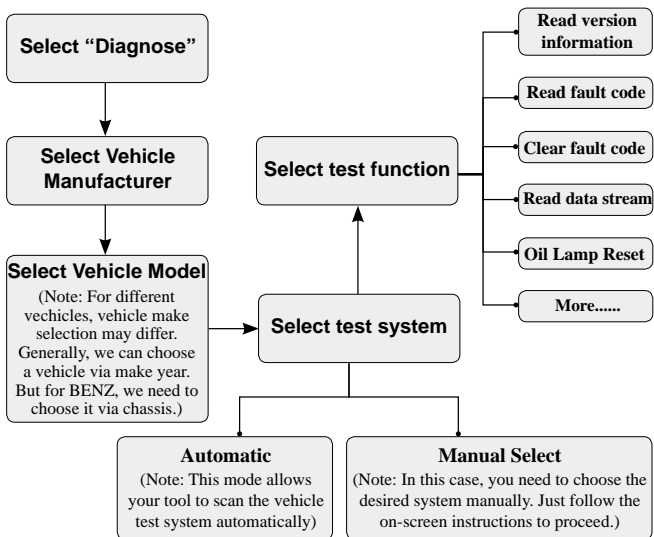 Select “Diagnose”
Select Vehicle
Manufacturer
Select Vehicle Model
(Note: For different
vechicles, vehicle make
selection may differ.
Generally, we can choose
a vehicle via make year.
But for BENZ, we need to
choose it via chassis.)
Select test system
Automatic
(Note: This mode allows
your tool to scan the vehicle
test system automatically)
Manual Select
(Note: In this case, you need to choose the
desired system manually. Just follow the
on-screen instructions to proceed.)
Select test function
Read version
information
Read fault code
Clear fault code
Read data stream
Oil Lamp Reset
More......